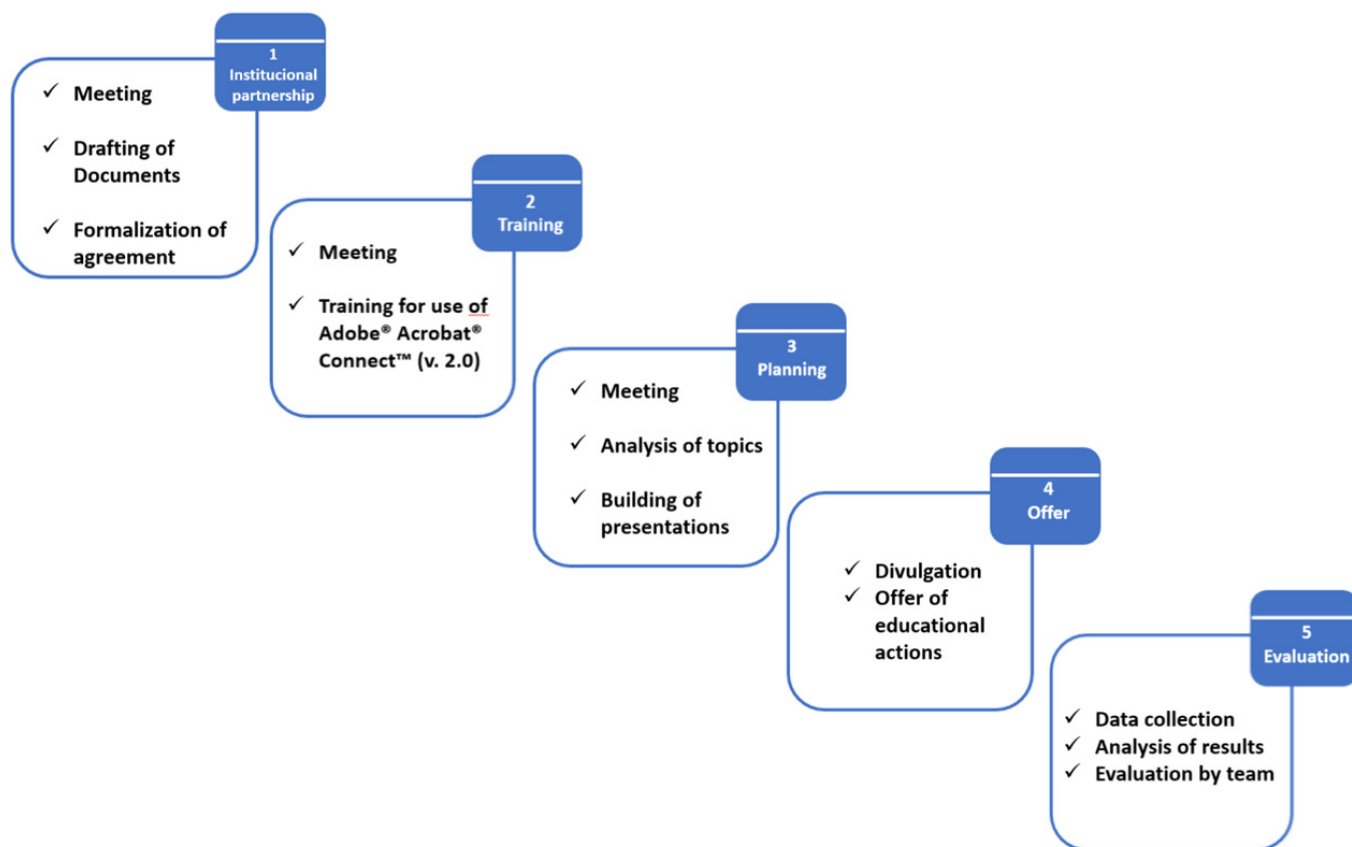 1
Institucional
partnership
✓ Meeting
✓ Drafting of
Documents
✓ Formalization of
agreement
2
Training
✓ Meeting
✓ Training for use of
Adobe® Acrobat®
Connect™ (v. 2.0)
3
Planning
✓ Meeting
✓ Analysis of topics
✓ Building of
presentations
4
Offer
✓ Divulgation
✓ Offer of
educational
actions
5
Evaluation
✓ Data collection
✓ Analysis of results
✓ Evaluation by team